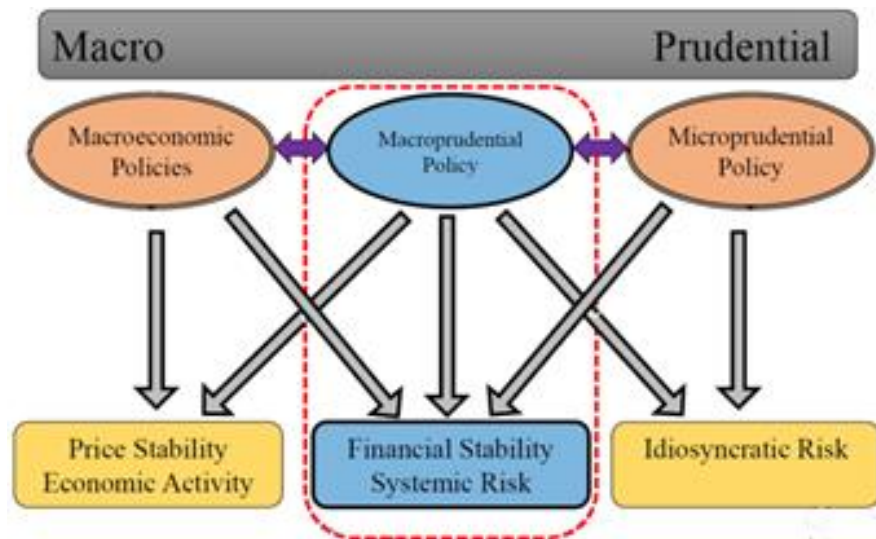 Macro Prudential
Macroeconomic
Policies
Macroprudential
Policy
Microprudential
Policy
Price Stability
Economic Activity
Financial Stability
Systemic Risk
Idiosyncratic Risk